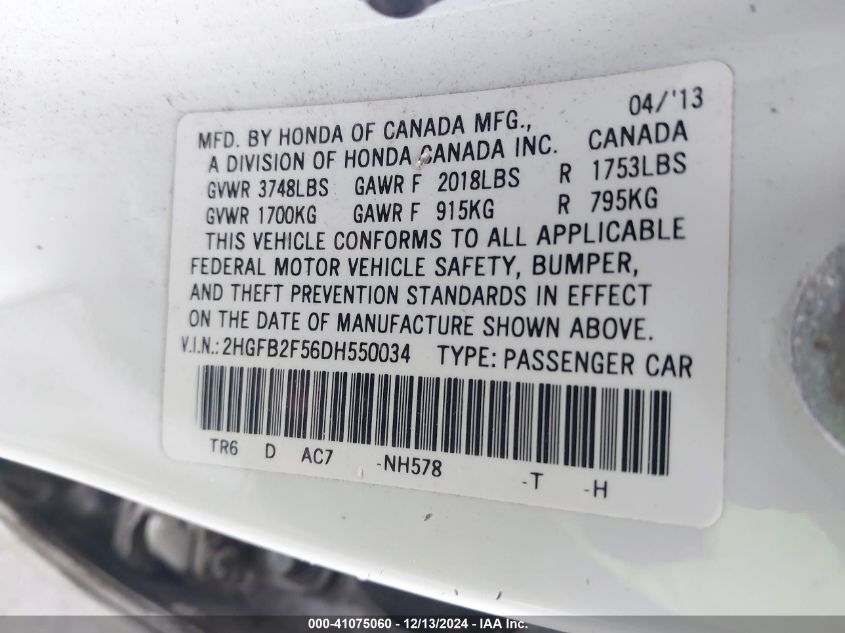 04/'13
MFD. BY HONDA OF CANADA MFG.,
A DIVISION OF HONDA CANADA INC. CANADA
GVWR 3748LBS GAWR F 2018LBS R 1753LBS
GVWR 1700KG GAWR F 915KG R 795KG
THIS VEHICLE CONFORMS TO ALL APPLICABLE
FEDERAL MOTOR VEHICLE SAFETY, BUMPER,
AND THEFT PREVENTION STANDARDS IN EFFECT
ON THE DATE OF MANUFACTURE SHOWN ABOVE.
V.I.N.: 2HGFB2F56DH550034 TYPE: PASSENGER CAR
TR6 D AC7 -NH578 -T -H
000-41075060 - 12/13/2024 - IAA Inc.